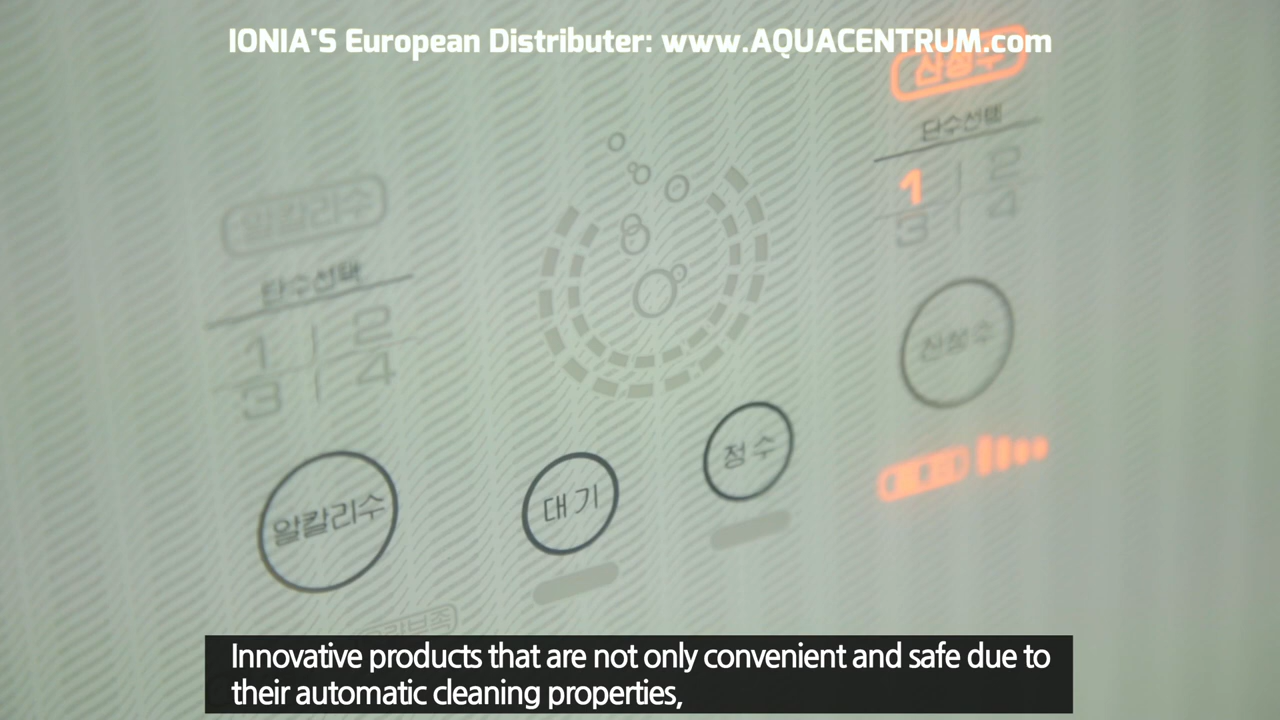 IONIA'S European Distributer: www.AQUACENTRUM.com
산성수
단수선택
1 2
3 4
알칼리수
단수선택
1 2
3 4
산성수
정수
대기
알칼리수
Innovative products that are not only convenient and safe due to
their automatic cleaning properties,